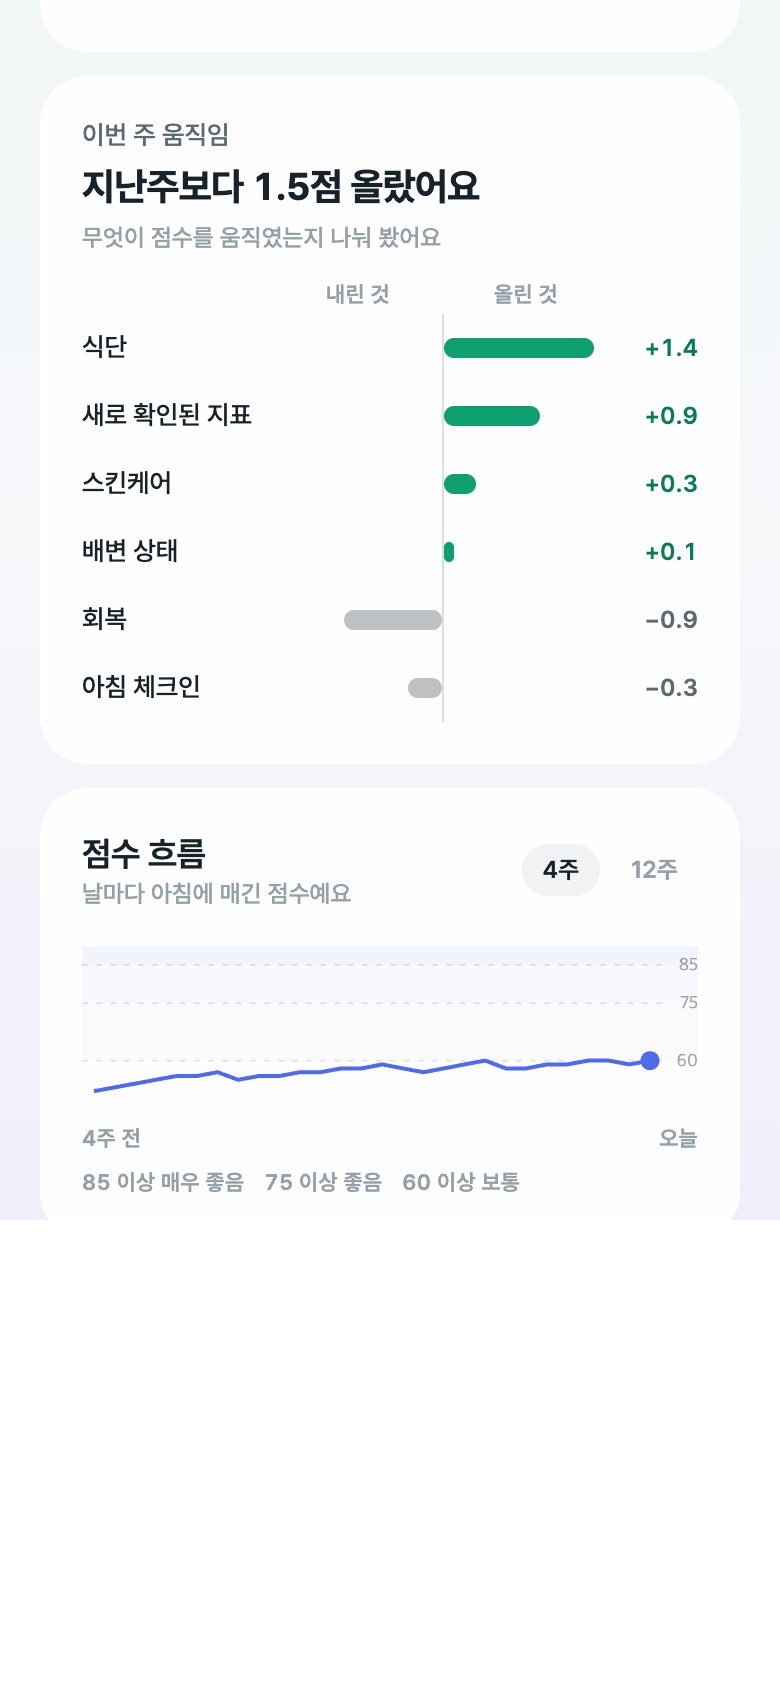 이번 주 움직임
지난주보다 1.5점 올랐어요
무엇이 점수를 움직였는지 나눠 봤어요
내린 것 올린 것
식단 +1.4
새로 확인된 지표 +0.9
스킨케어 +0.3
배변 상태 +0.1
회복 −0.9
아침 체크인 −0.3
점수 흐름
4주 12주
날마다 아침에 매긴 점수예요
85
75
60
4주 전 오늘
85 이상 매우 좋음 75 이상 좋음 60 이상 보통